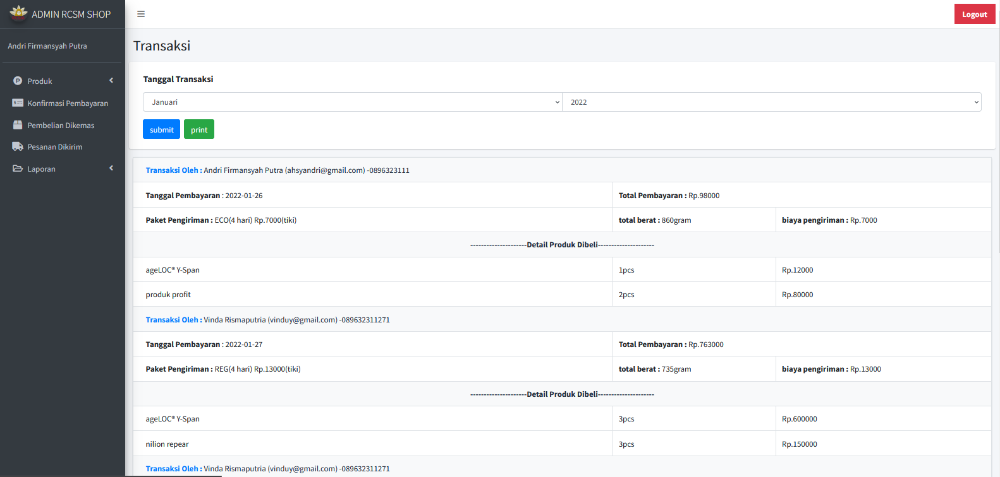 ADMIN RCSM SHOP
Logout
Andri Firmansyah Putra
Produk
Konfirmasi Pembayaran
Pembelian Dikemas
Pesanan Dikirim
Laporan
Transaksi
Tanggal Transaksi
Januari 2022
submit print
Transaksi Oleh : Andri Firmansyah Putra (ahsyandri@gmail.com) -0896323111
Tanggal Pembayaran : 2022-01-26 Total Pembayaran : Rp.98000
Paket Pengiriman : ECO(4 hari) Rp.7000(tiki) total berat : 860gram biaya pengiriman : Rp.7000
---------------------Detail Produk Dibeli---------------------
ageLOC® Y-Span 1pcs Rp.12000
produk profit 2pcs Rp.80000
Transaksi Oleh : Vinda Rismaputria (vinduy@gmail.com) -089632311271
Tanggal Pembayaran : 2022-01-27 Total Pembayaran : Rp.763000
Paket Pengiriman : REG(4 hari) Rp.13000(tiki) total berat : 735gram biaya pengiriman : Rp.13000
---------------------Detail Produk Dibeli---------------------
ageLOC® Y-Span 3pcs Rp.600000
nilion repear 3pcs Rp.150000
Transaksi Oleh : Vinda Rismaputria (vinduy@gmail.com) -089632311271